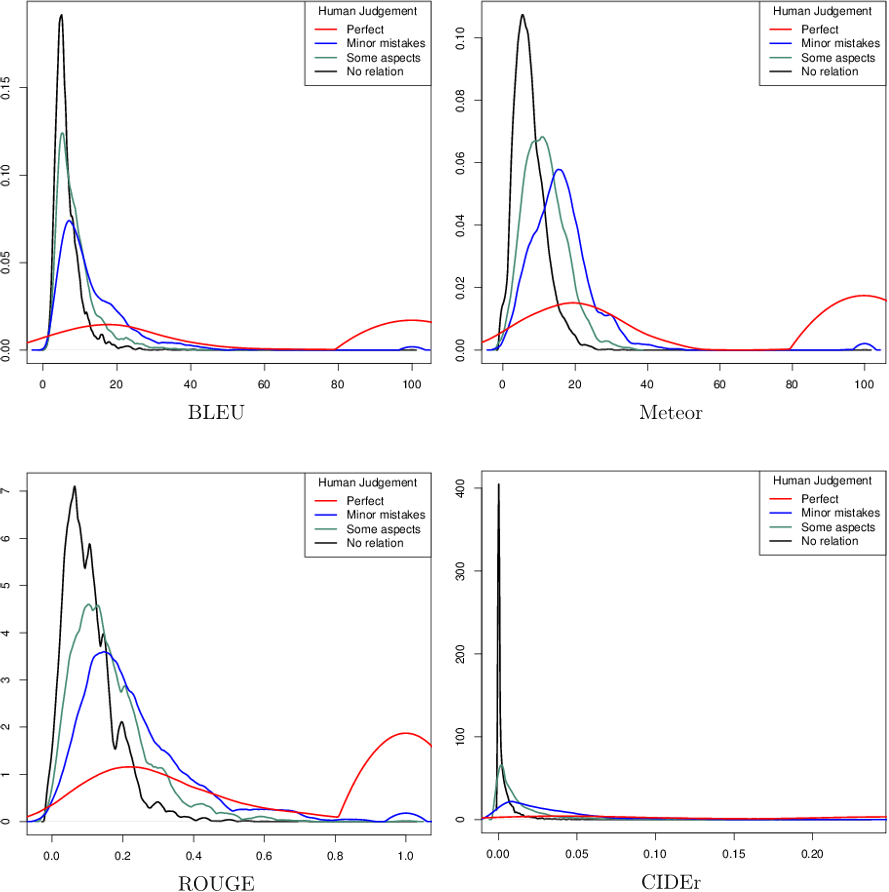 Human Judgement
Perfect
Minor mistakes
Some aspects
No relation
0.00 0.05 0.10 0.15
0 20 40 60 80 100
BLEU
Human Judgement
Perfect
Minor mistakes
Some aspects
No relation
0.00 0.02 0.04 0.06 0.08 0.10
0 20 40 60 80 100
Meteor
Human Judgement
Perfect
Minor mistakes
Some aspects
No relation
0 1 2 3 4 5 6 7
0.0 0.2 0.4 0.6 0.8 1.0
ROUGE
Human Judgement
Perfect
Minor mistakes
Some aspects
No relation
0 100 200 300 400
0.00 0.05 0.10 0.15 0.20
CIDEr